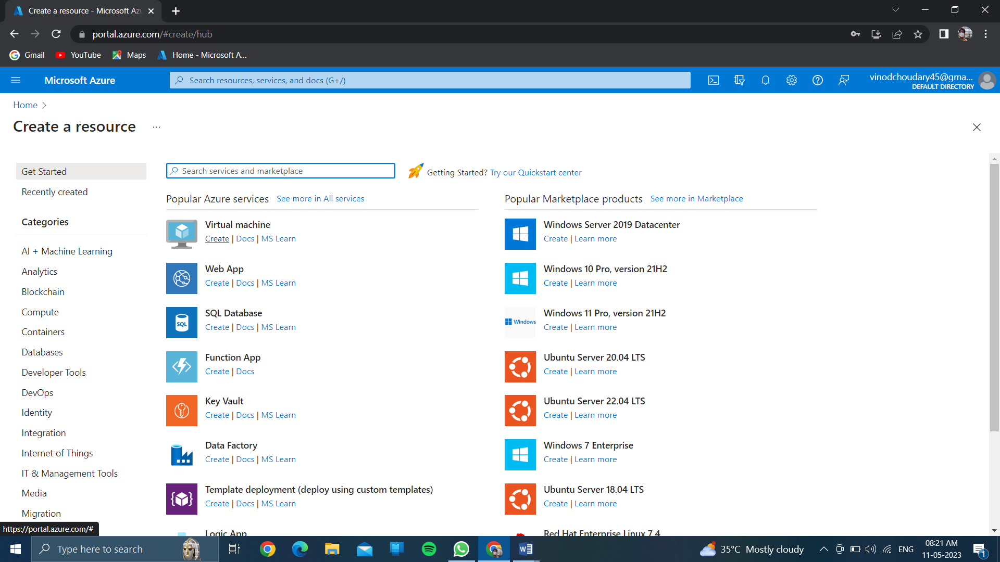 Create a resource - Microsoft Az
portal.azure.com/#create/hub
Gmail
YouTube
Maps
Home - Microsoft A...
Microsoft Azure
Search resources, services, and docs (G+/)
vinodchoudary45@gma...
DEFAULT DIRECTORY
Home
Create a resource
...
Get Started
Recently created
Categories
AI + Machine Learning
Analytics
Blockchain
Compute
Containers
Databases
Developer Tools
DevOps
Identity
Integration
Internet of Things
IT & Management Tools
Media
Migration
Search services and marketplace
Getting Started? Try our Quickstart center
Popular Azure services See more in All services
Virtual machine
Create | Docs | MS Learn
Web App
Create | Docs | MS Learn
SQL
SQL Database
Create | Docs | MS Learn
Function App
Create | Docs
Key Vault
Create | Docs | MS Learn
Data Factory
Create | Docs | MS Learn
Template deployment (deploy using custom templates)
Create | Docs | MS Learn
Logic App
Popular Marketplace products See more in Marketplace
Windows Server 2019 Datacenter
Create | Learn more
Windows 10 Pro, version 21H2
Create | Learn more
Windows
Windows 11 Pro, version 21H2
Create | Learn more
Ubuntu Server 20.04 LTS
Create | Learn more
Ubuntu Server 22.04 LTS
Create | Learn more
Windows 7 Enterprise
Create | Learn more
Ubuntu Server 18.04 LTS
Create | Learn more
Red Hat Enterprise Linux 7.4
https://portal.azure.com/#
Type here to search
35°C Mostly cloudy
ENG
08:21 AM
11-05-2023
1